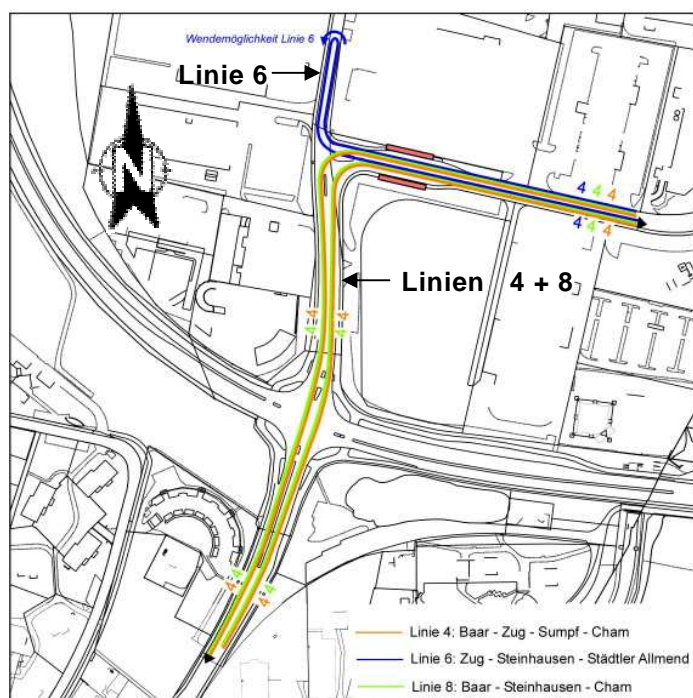 Wendemöglichkeit Linie 6
Linie 6
N
4 4 4
4 4 4
Linien 4 + 8
4 4
4 4
4 4
4 4
Linie 4: Baar - Zug - Sumpf - Cham
Linie 6: Zug - Steinhausen - Städtler Allmend
Linie 8: Baar - Steinhausen - Cham